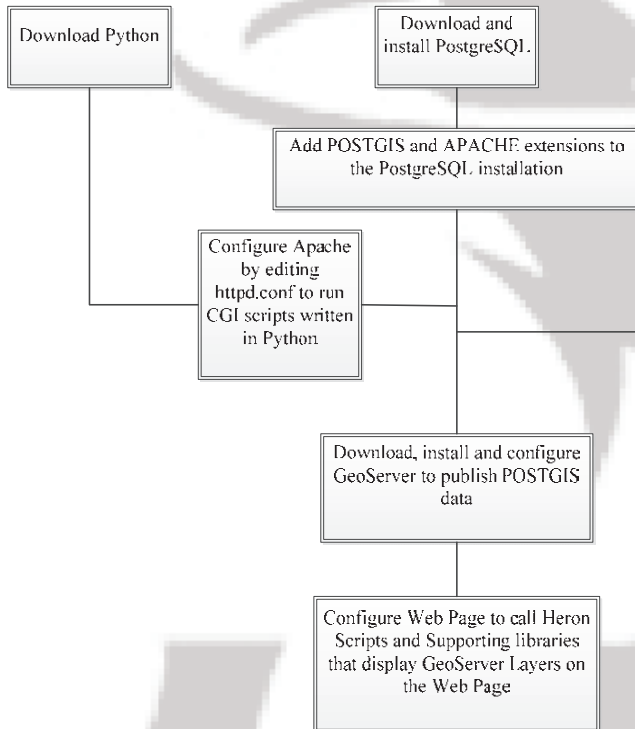 Download Python
Download and
install PostgreSQL
Add POSTGIS and APACHE extensions to
the PostgreSQL installation
Configure Apache
by editing
httpd.conf to run
CGI scripts written
in Python
Download, install and configure
GeoServer to publish POSTGIS
data
Configure Web Page to call Heron
Scripts and Supporting libraries
that display GeoServer Layers on
the Web Page